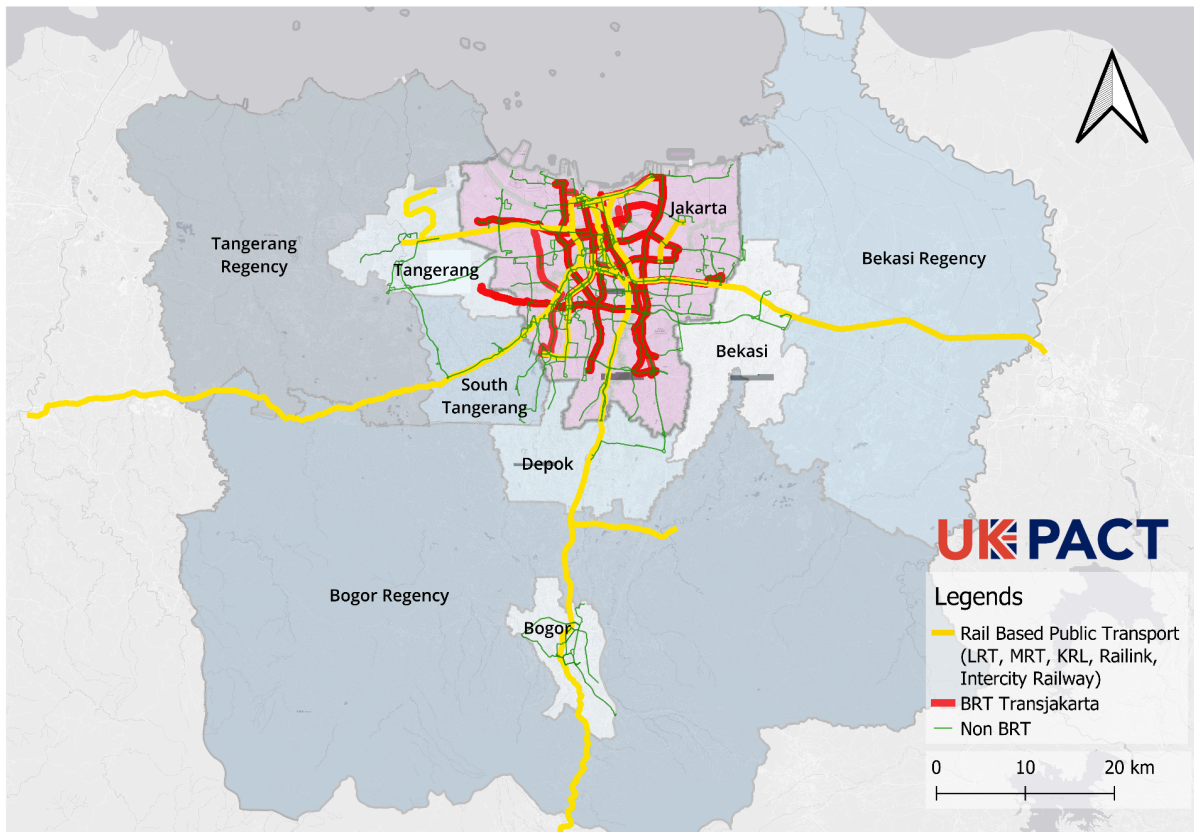 Jakarta
Tangerang
Regency
Tangerang
Bekasi Regency
Bekasi
South
Tangerang
Depok
Bogor Regency
Bogor
UK PACT
Legends
Rail Based Public Transport
(LRT, MRT, KRL, Railink,
Intercity Railway)
BRT Transjakarta
Non BRT
0 10 20 km